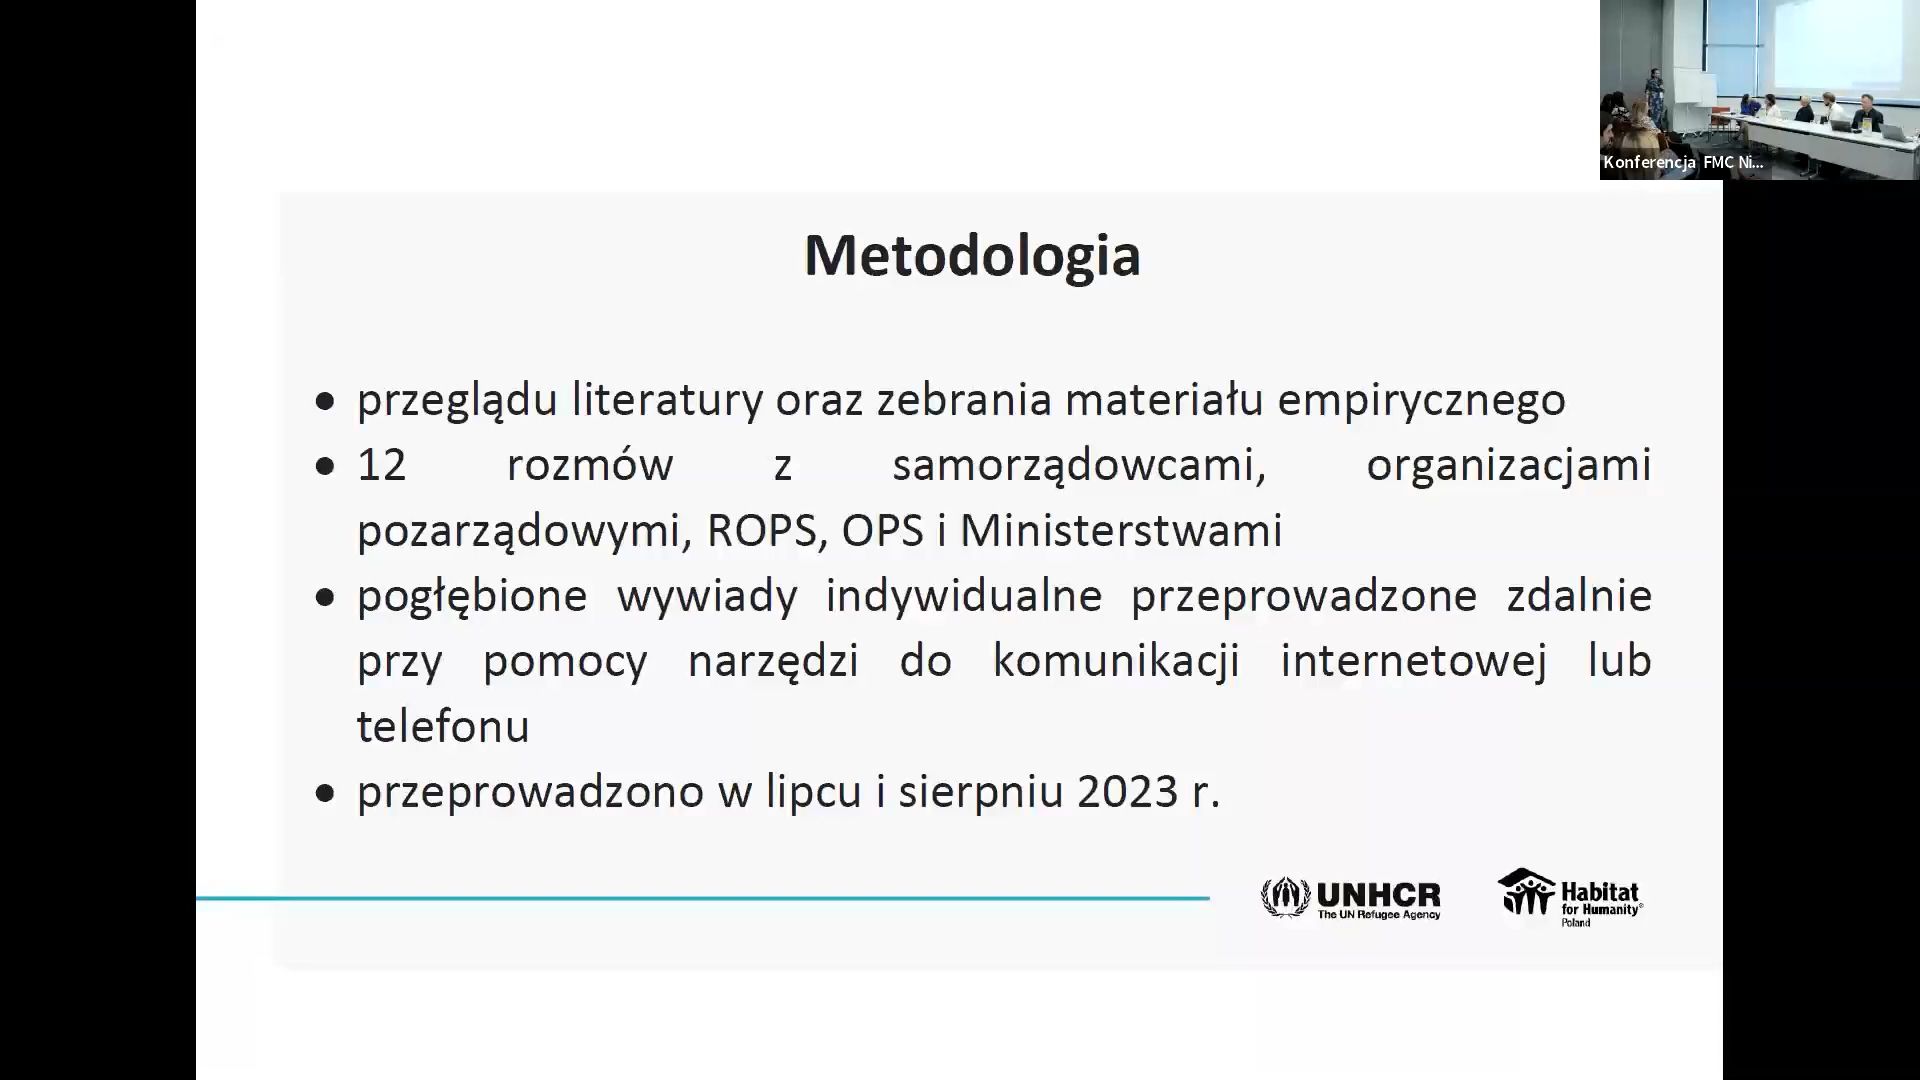 Konferencja FMC Ni...
Metodologia
• przeglądu literatury oraz zebrania materiału empirycznego
• 12 rozmów z samorządowcami, organizacjami
pozarządowymi, ROPS, OPS i Ministerstwami
• pogłębione wywiady indywidualne przeprowadzone zdalnie
przy pomocy narzędzi do komunikacji internetowej lub
telefonu
• przeprowadzono w lipcu i sierpniu 2023 r.
UNHCR
The UN Refugee Agency
Habitat
for Humanity®
Poland